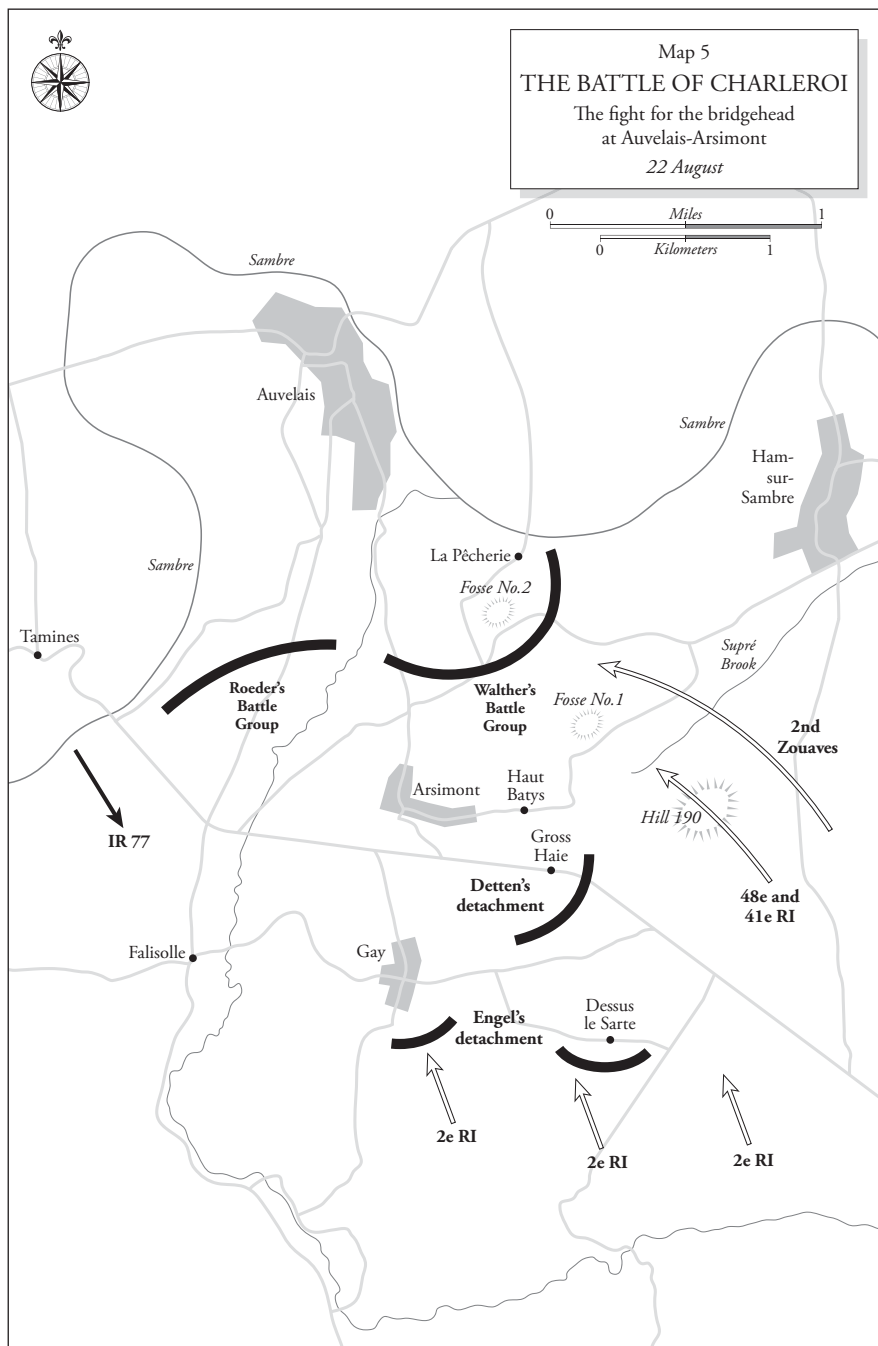 Map 5
THE BATTLE OF CHARLEROI
The fight for the bridgehead
at Auvelais-Arsimont
22 August
0 Miles 1
0 Kilometers 1
Sambre
Auvelais
Sambre
Ham-
sur-
Sambre
La Pêcherie
Fosse No.2
Sambre
Tamines
Supré
Brook
Roeder's
Battle
Group
Walther's
Battle
Group
Fosse No.1
2nd
Zouaves
Arsimont
Haut
Batys
Hill 190
IR 77
Gross
Haie
Detten's
detachment
48e and
41e RI
Falisolle
Gay
Engel's
detachment
Dessus
le Sarte
2e RI
2e RI
2e RI